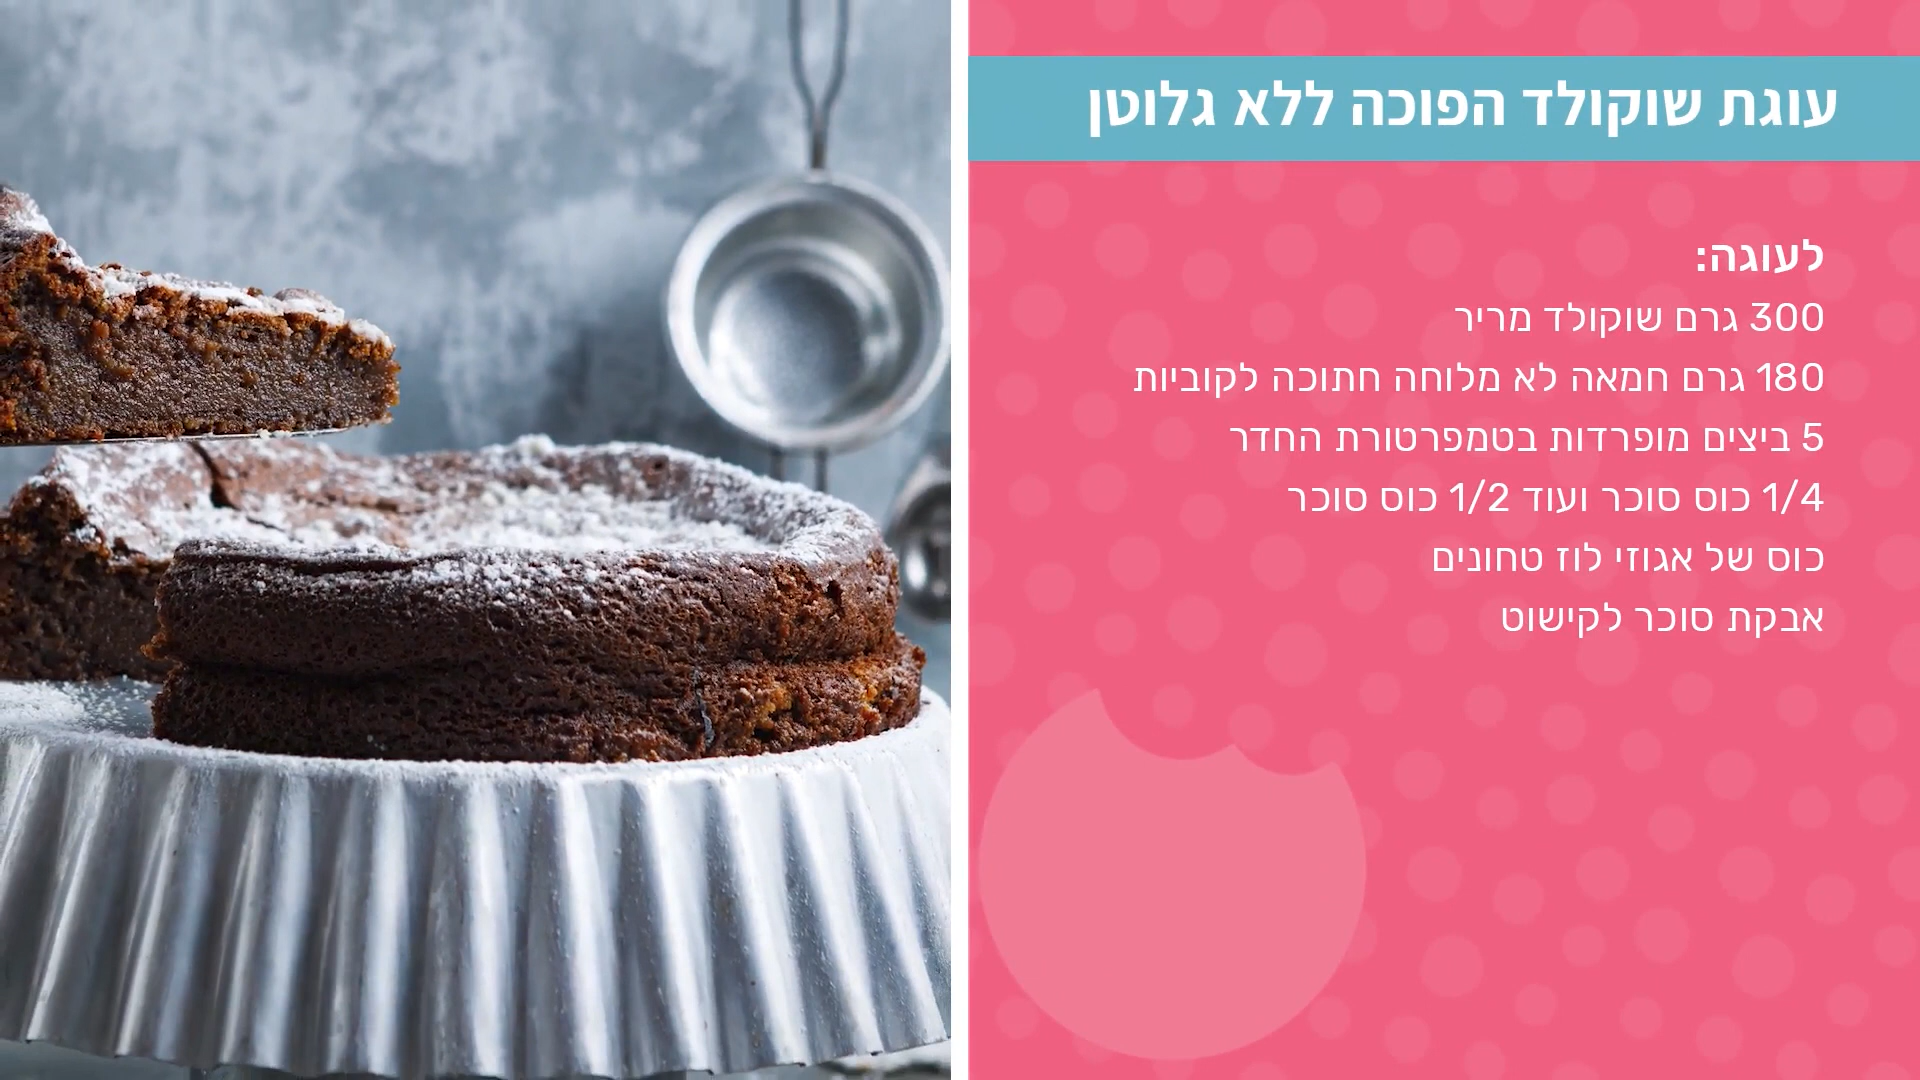 עוגת שוקולד הפוכה ללא גלוטן
לעוגה:
300 גרם שוקולד מריר
180 גרם חמאה לא מלוחה חתוכה לקוביות
5 ביצים מופרדות בטמפרטורת החדר
1/4 כוס סוכר ועוד 1/2 כוס סוכר
כוס של אגוזי לוז טחונים
אבקת סוכר לקישוט